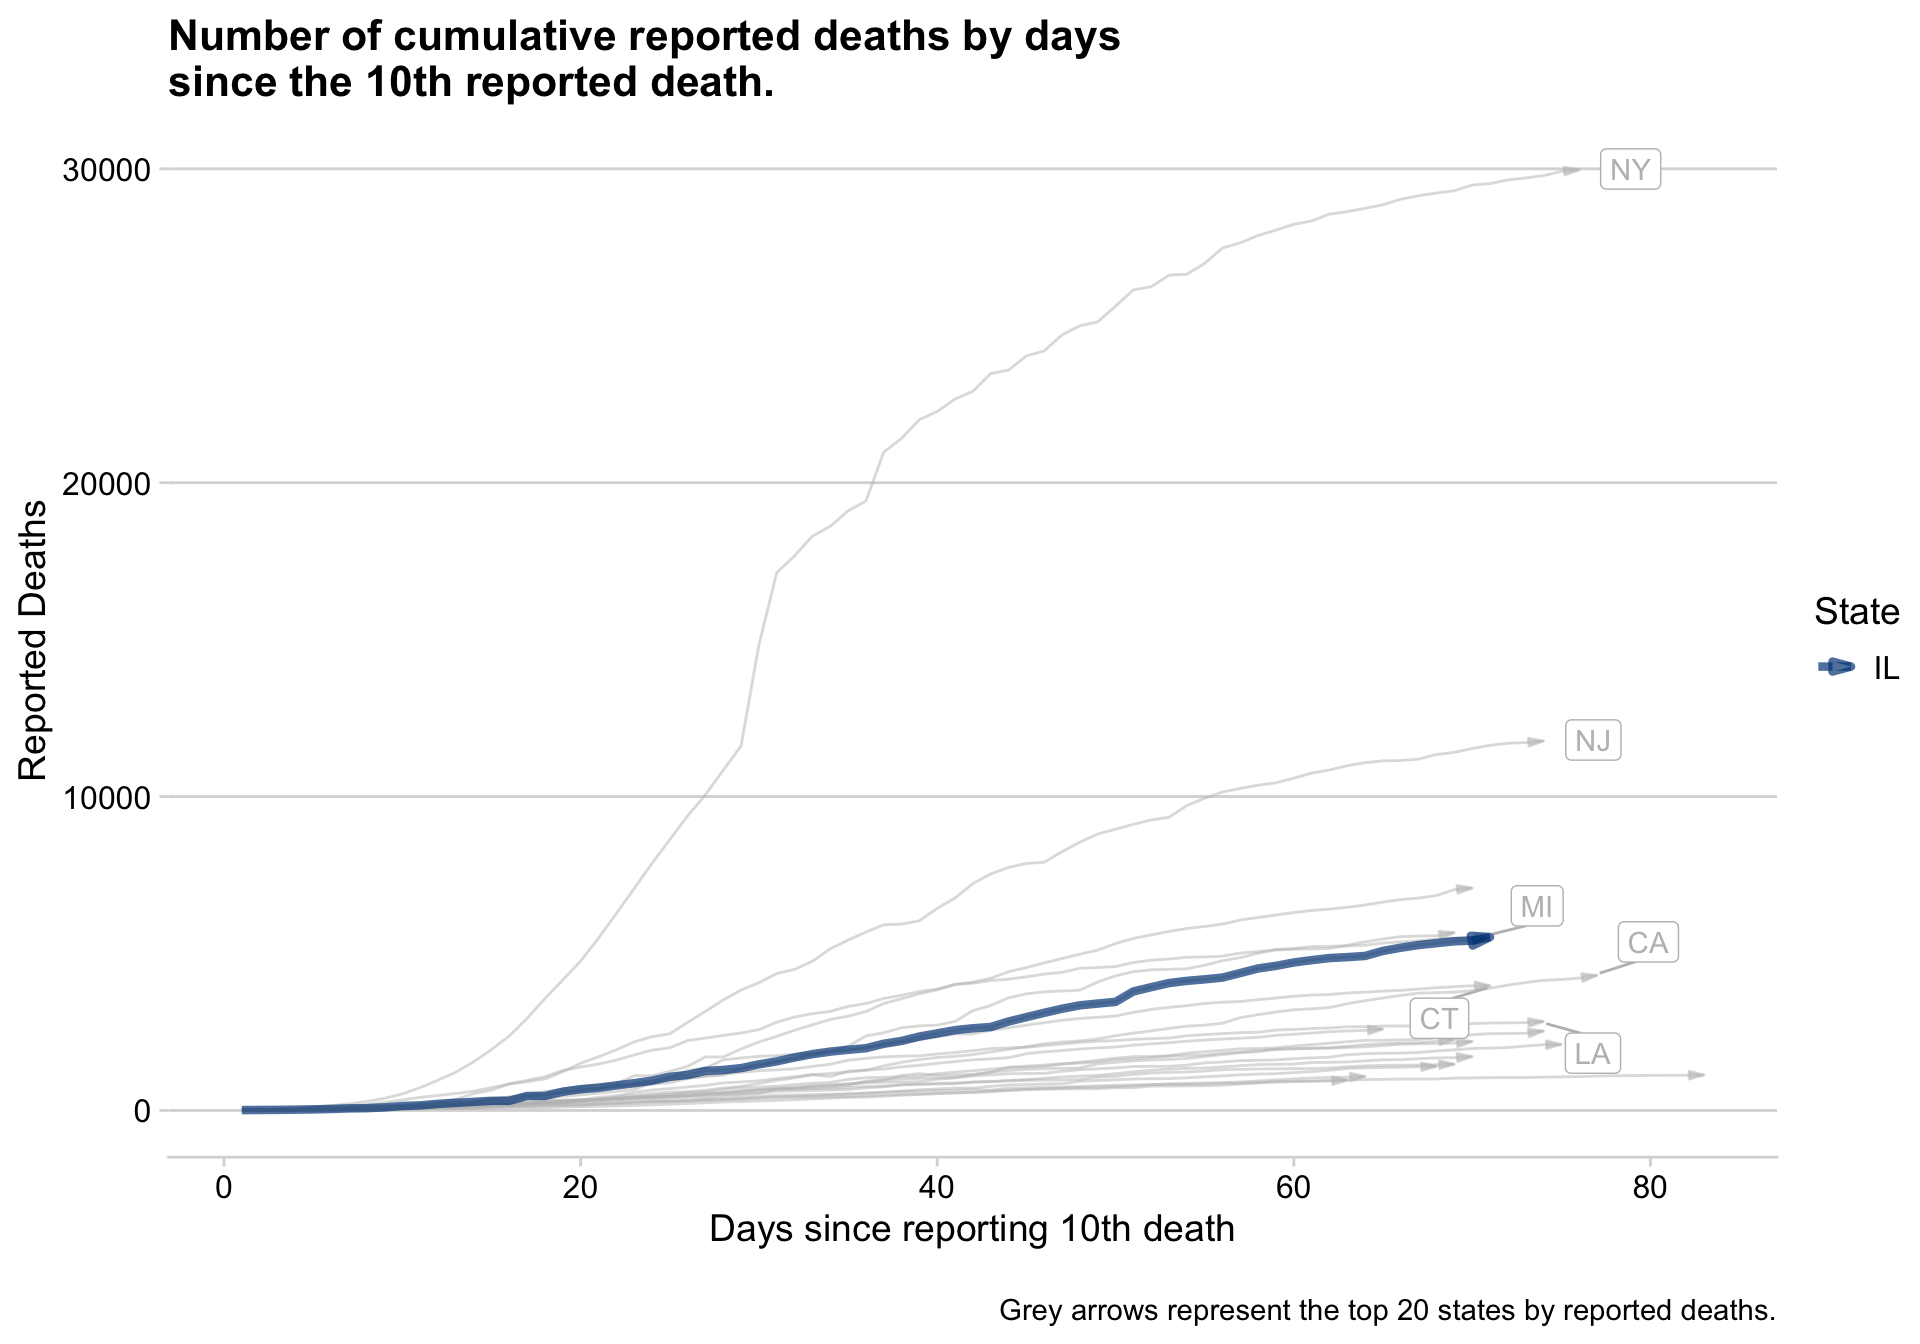 Number of cumulative reported deaths by days
since the 10th reported death.
30000
20000
10000
0
Reported Deaths
NY
NJ
MI
CA
CT
LA
State
IL
0
20
40
60
80
Days since reporting 10th death
Grey arrows represent the top 20 states by reported deaths.